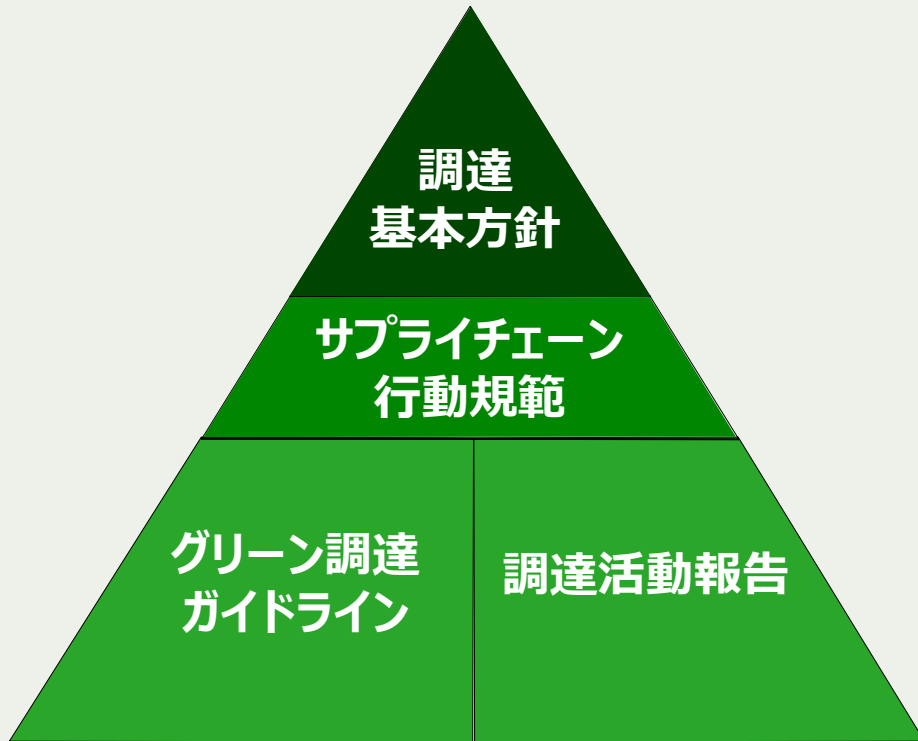 調達
基本方針
サプライチェーン
行動規範
グリーン調達
ガイドライン
調達活動報告